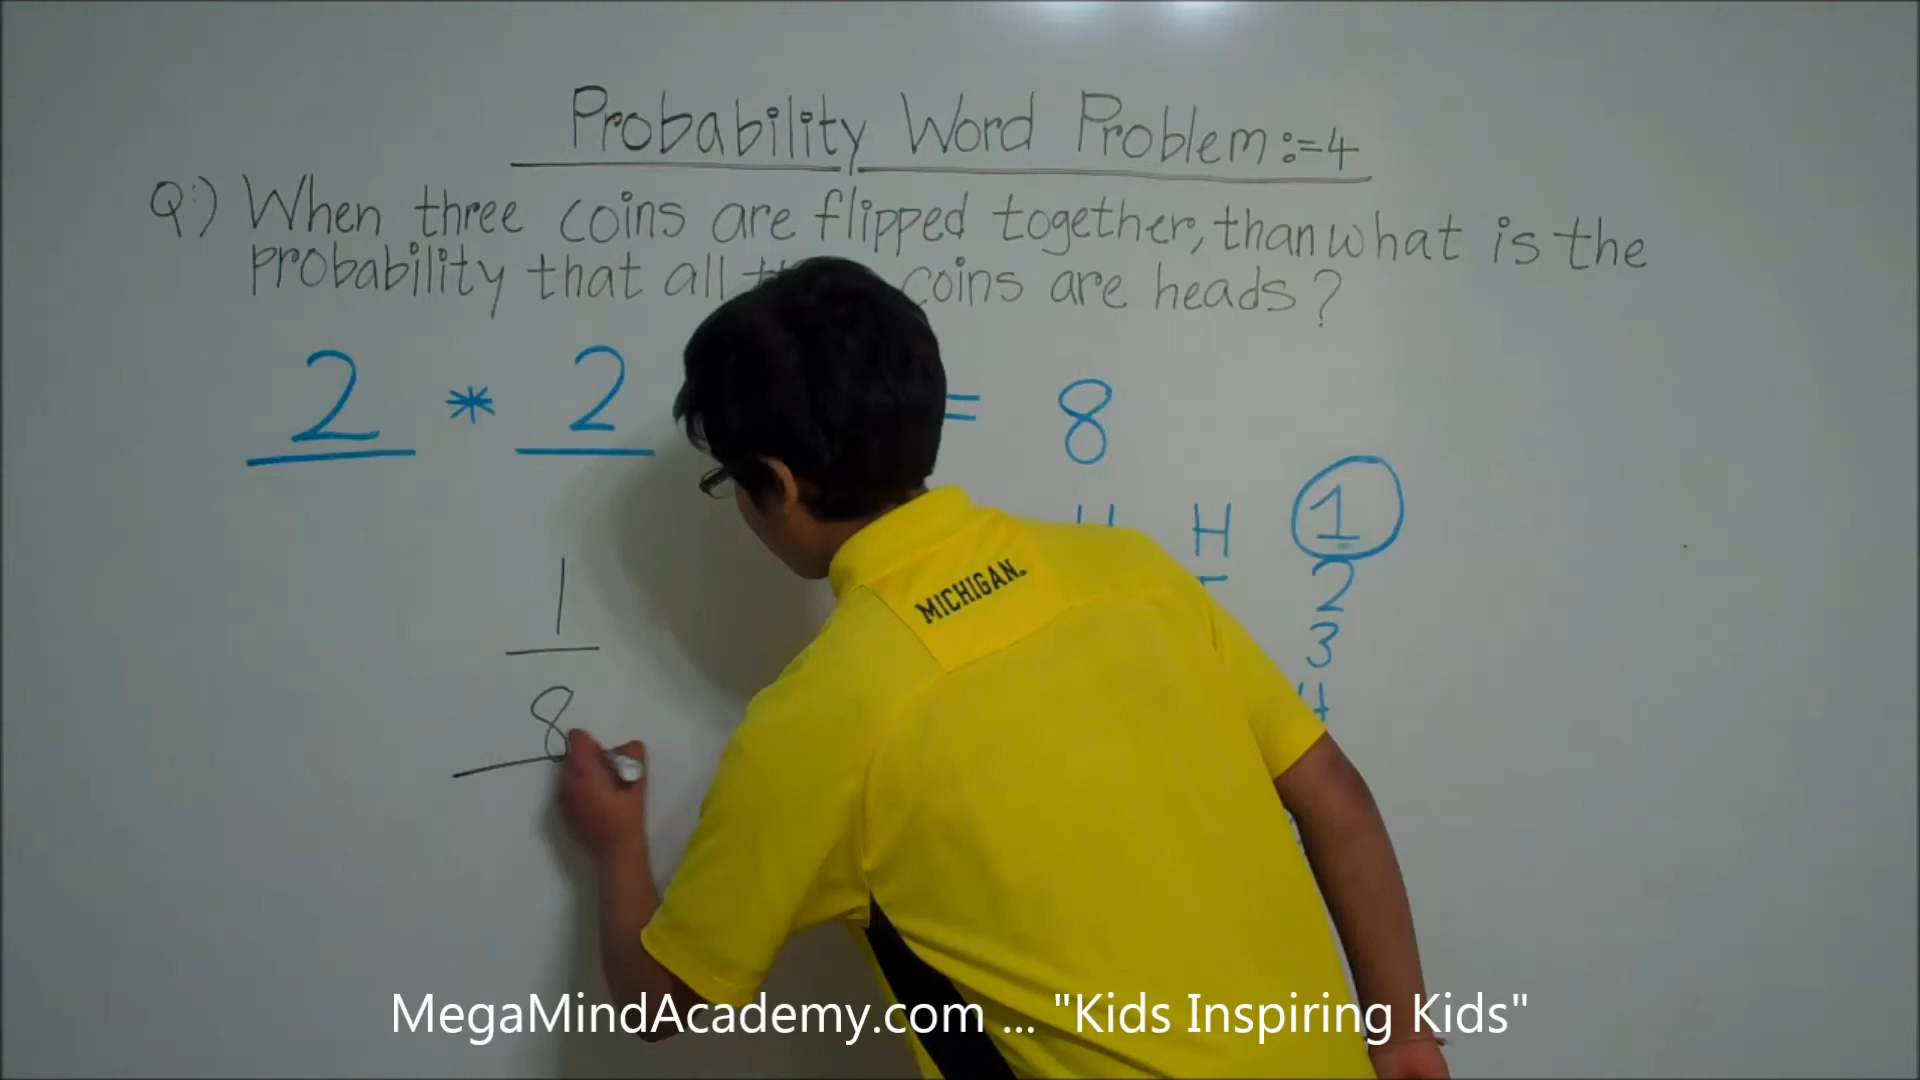 Probability Word Problem:=4
Q:) When three coins are flipped together, than what is the
probability that all coins are heads?
2 * 2 = 8
H 1
2
3
1
8
MICHIGAN
MegaMindAcademy.com ... "Kids Inspiring Kids"